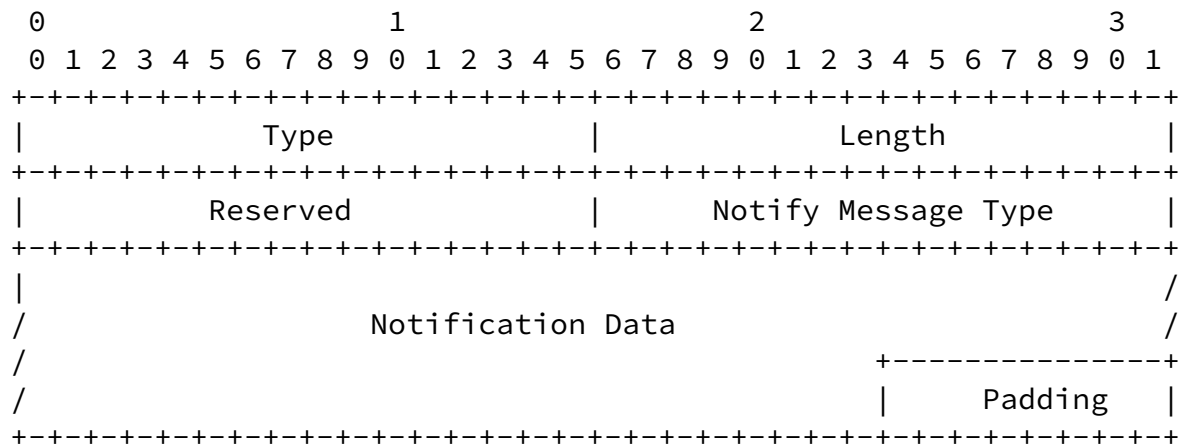 0                   1                   2                   3
 0 1 2 3 4 5 6 7 8 9 0 1 2 3 4 5 6 7 8 9 0 1 2 3 4 5 6 7 8 9 0 1
+-+-+-+-+-+-+-+-+-+-+-+-+-+-+-+-+-+-+-+-+-+-+-+-+-+-+-+-+-+-+-+-+
|             Type              |             Length            |
+-+-+-+-+-+-+-+-+-+-+-+-+-+-+-+-+-+-+-+-+-+-+-+-+-+-+-+-+-+-+-+-+
|          Reserved             |      Notify Message Type      |
+-+-+-+-+-+-+-+-+-+-+-+-+-+-+-+-+-+-+-+-+-+-+-+-+-+-+-+-+-+-+-+-+
|                                                               /
/                   Notification Data                           /
/                                               +---------------+
/                                               |     Padding   |
+-+-+-+-+-+-+-+-+-+-+-+-+-+-+-+-+-+-+-+-+-+-+-+-+-+-+-+-+-+-+-+-+